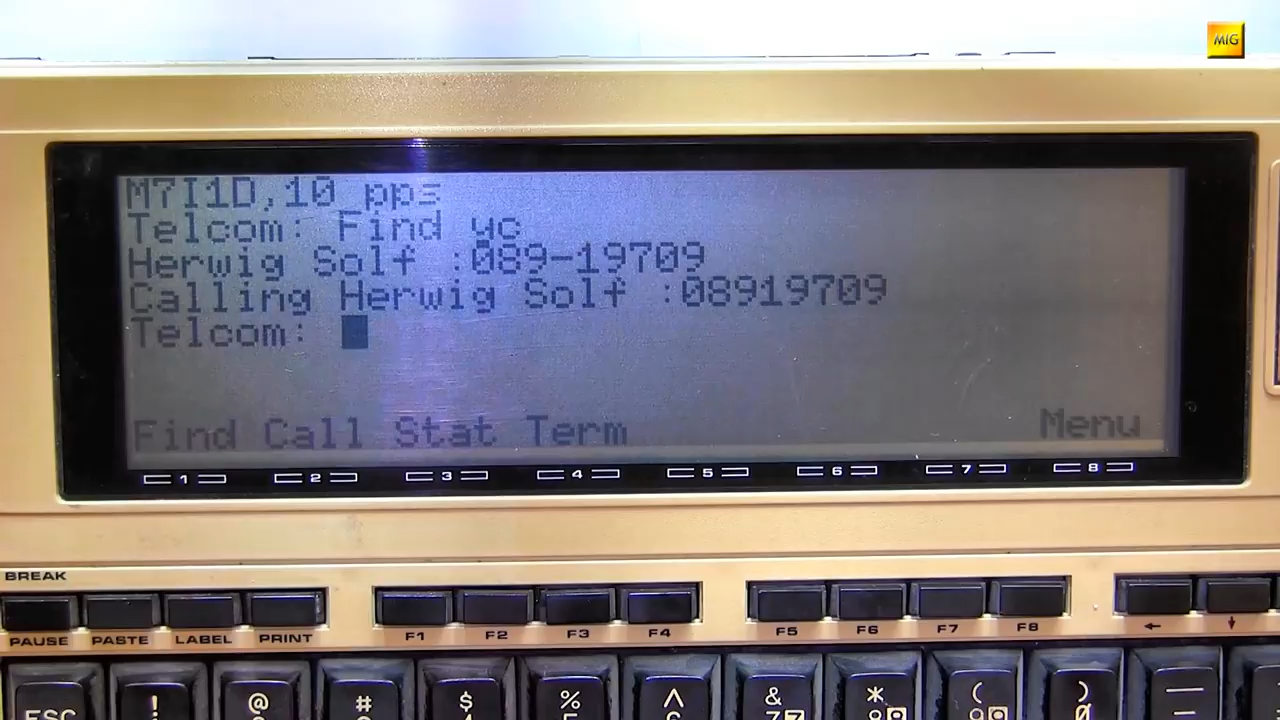 MIG
M7I1D,10 pps
Telcom: Find yc
Herwig Solf :089-19709
Calling Herwig Solf :08919709
Telcom:
Find Call Stat Term Menu
1 2 3 4 5 6 7 8
BREAK
PAUSE PASTE LABEL PRINT F1 F2 F3 F4 F5 F6 F7 F8 ← ↓
ESC ! @ # $ % ^ & * ( ) —